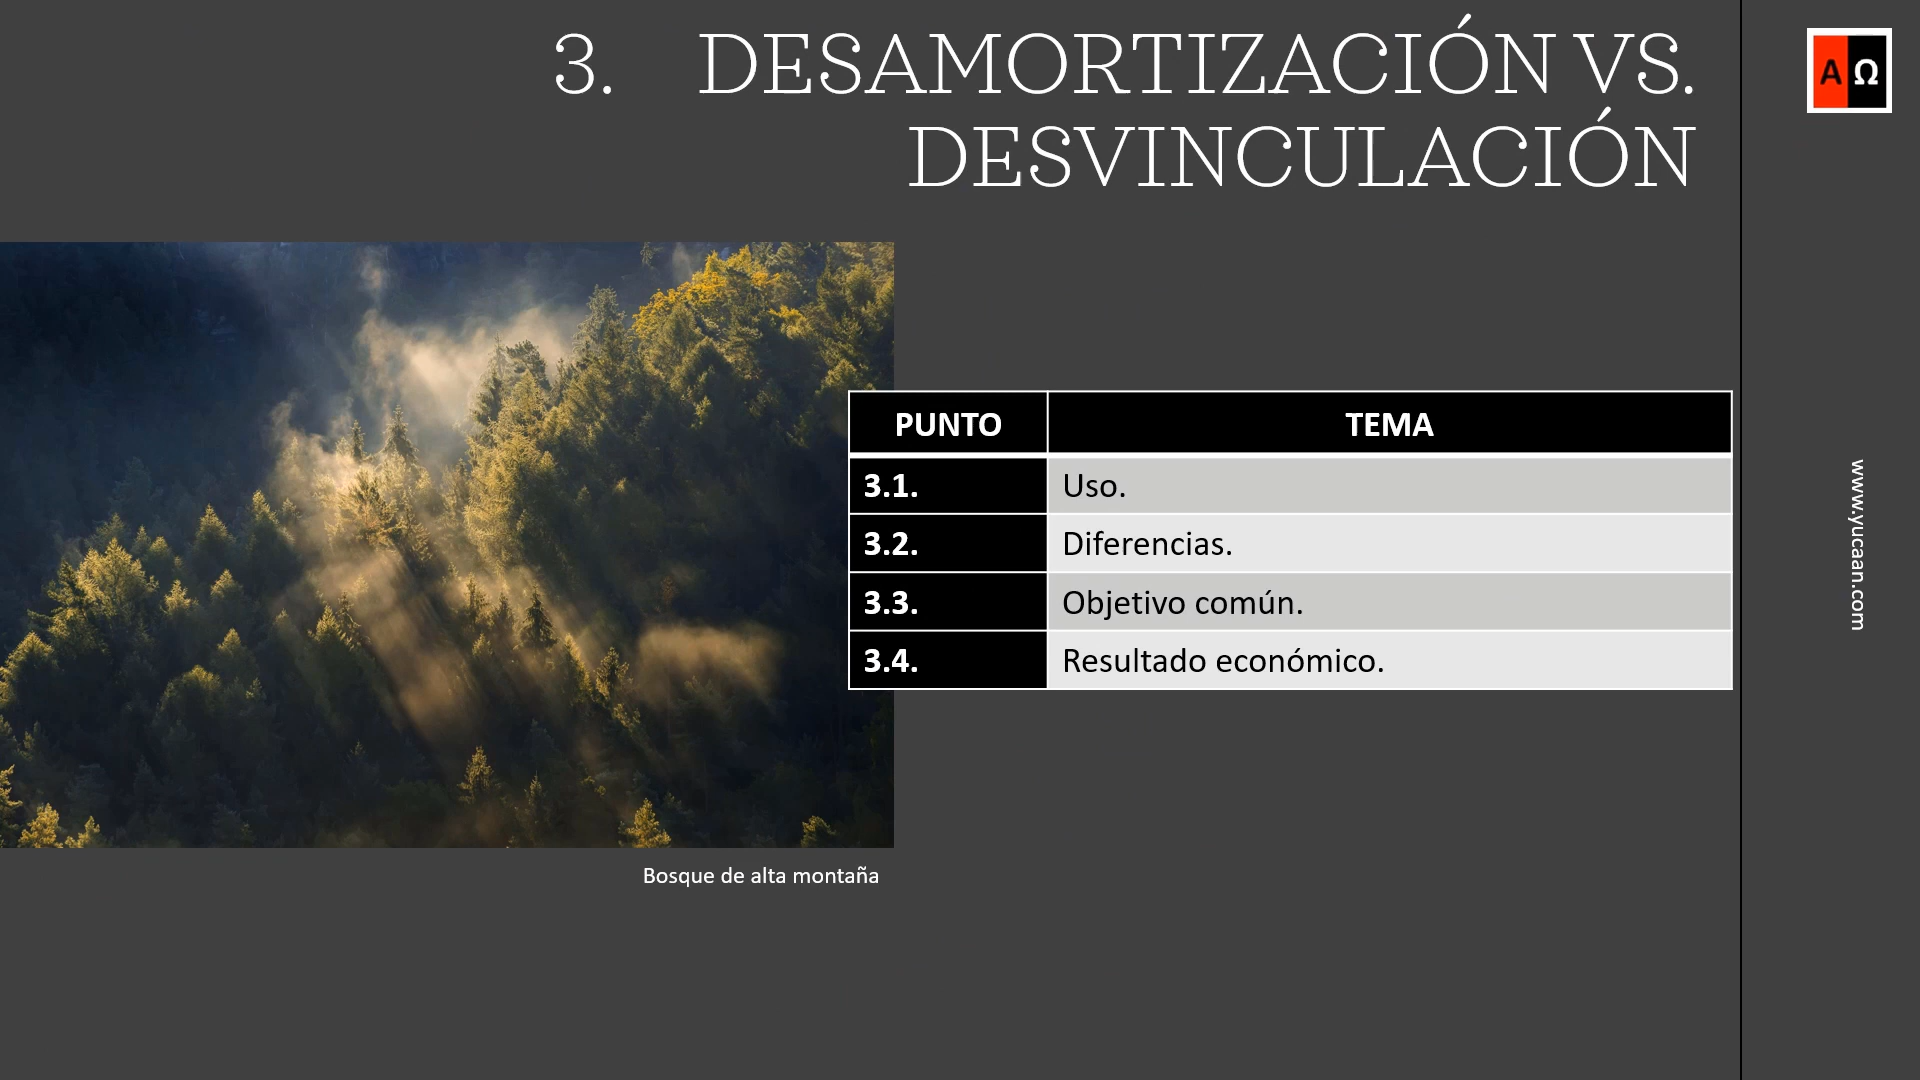 3. DESAMORTIZACIÓN VS.
DESVINCULACIÓN
A Ω
PUNTO TEMA
3.1. Uso.
3.2. Diferencias.
3.3. Objetivo común.
3.4. Resultado económico.
www.yucaan.com
Bosque de alta montaña